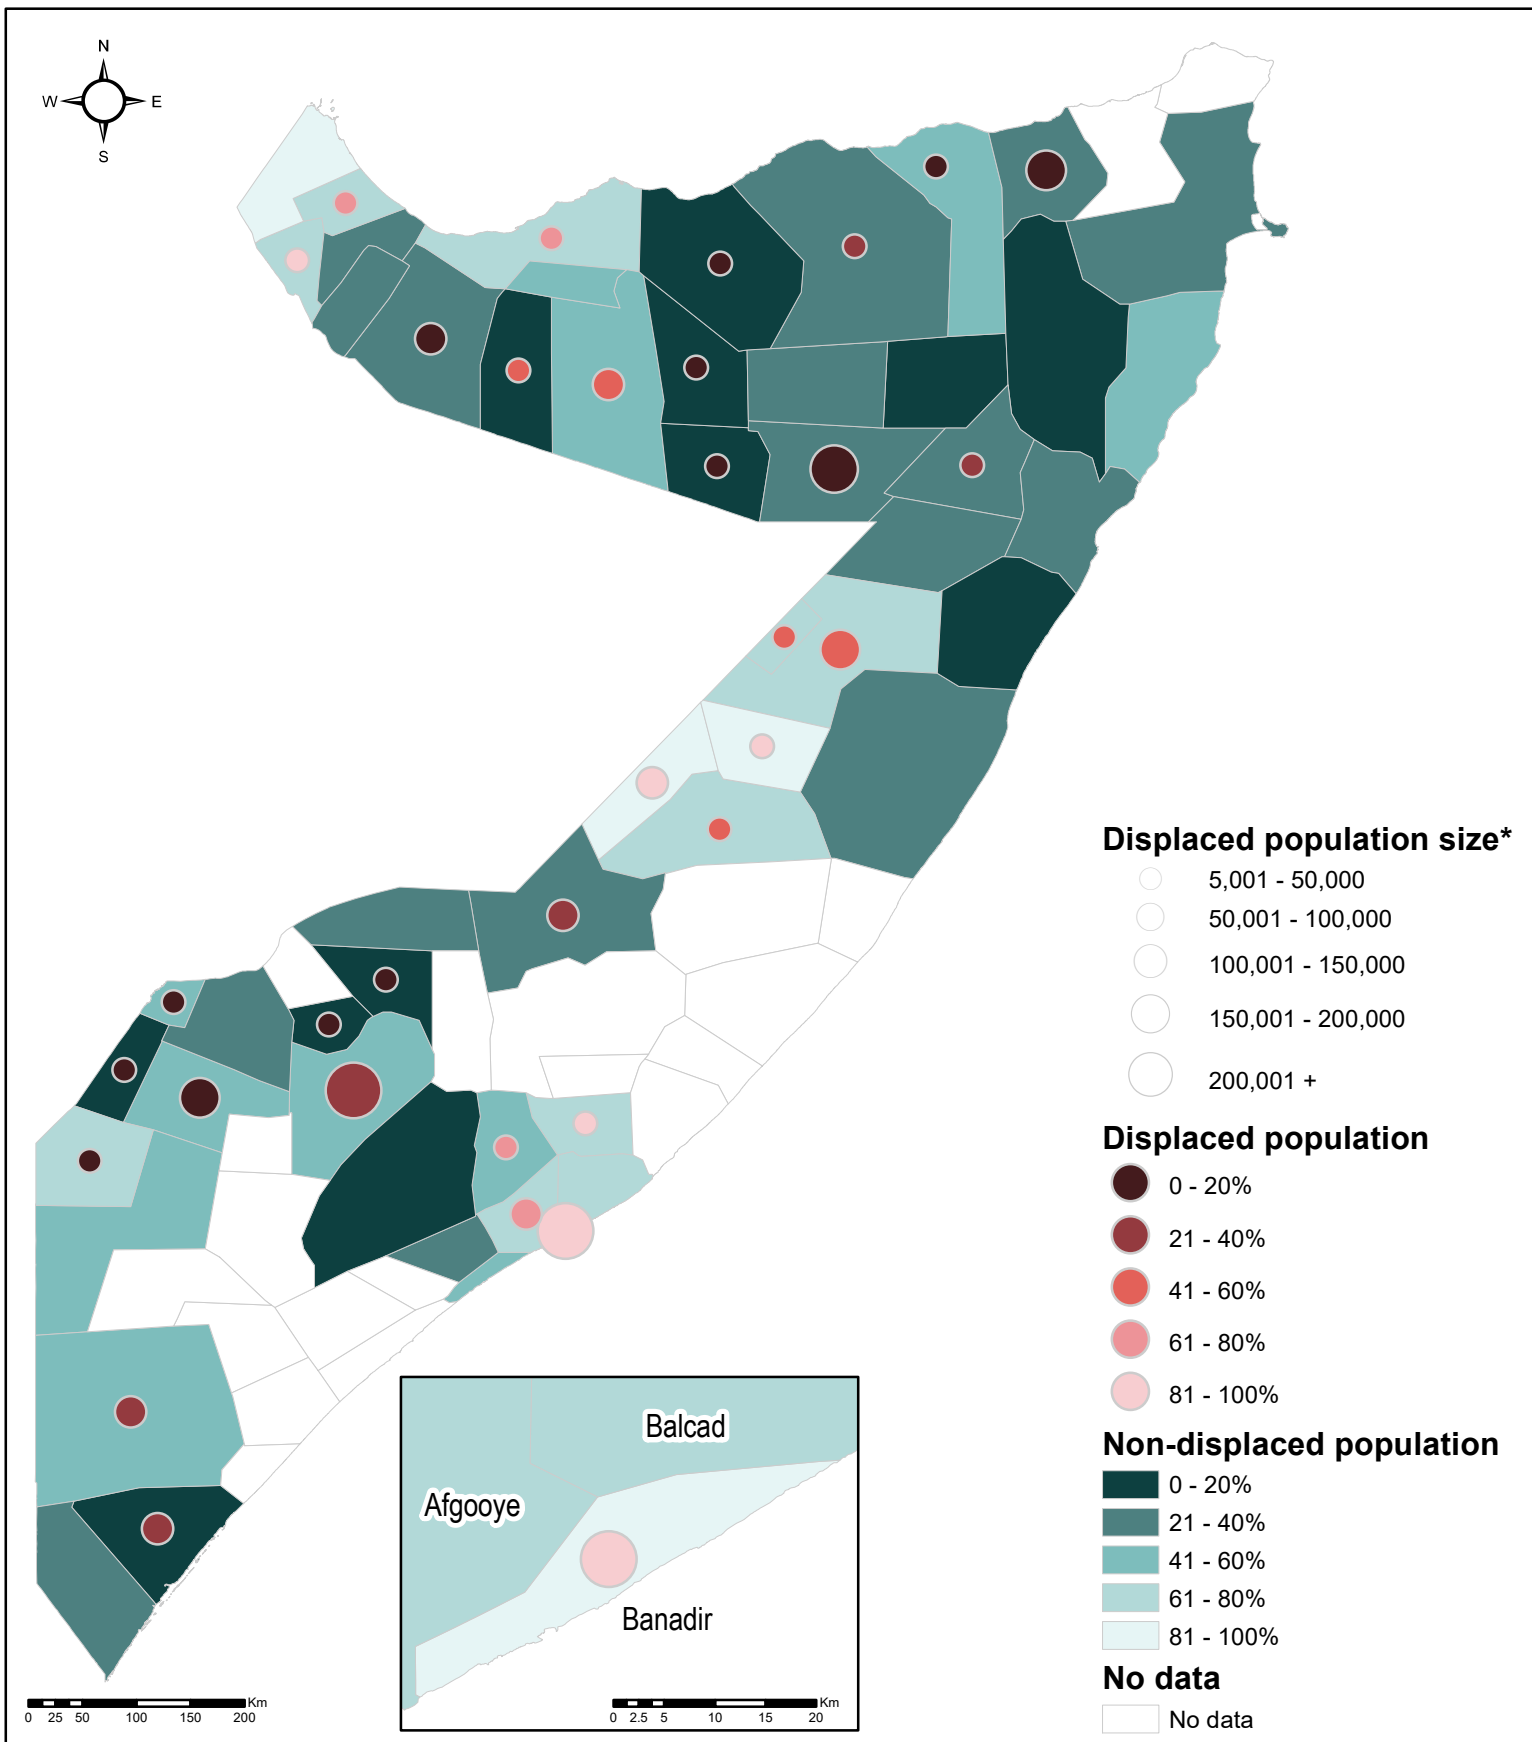 N
W E
S
Displaced population size*
5,001 - 50,000
50,001 - 100,000
100,001 - 150,000
150,001 - 200,000
200,001 +
Displaced population
0 - 20%
21 - 40%
41 - 60%
61 - 80%
81 - 100%
Non-displaced population
0 - 20%
21 - 40%
41 - 60%
61 - 80%
81 - 100%
No data
No data
Balcad
Afgooye
Banadir
Km
0 25 50 100 150 200
Km
0 2.5 5 10 15 20